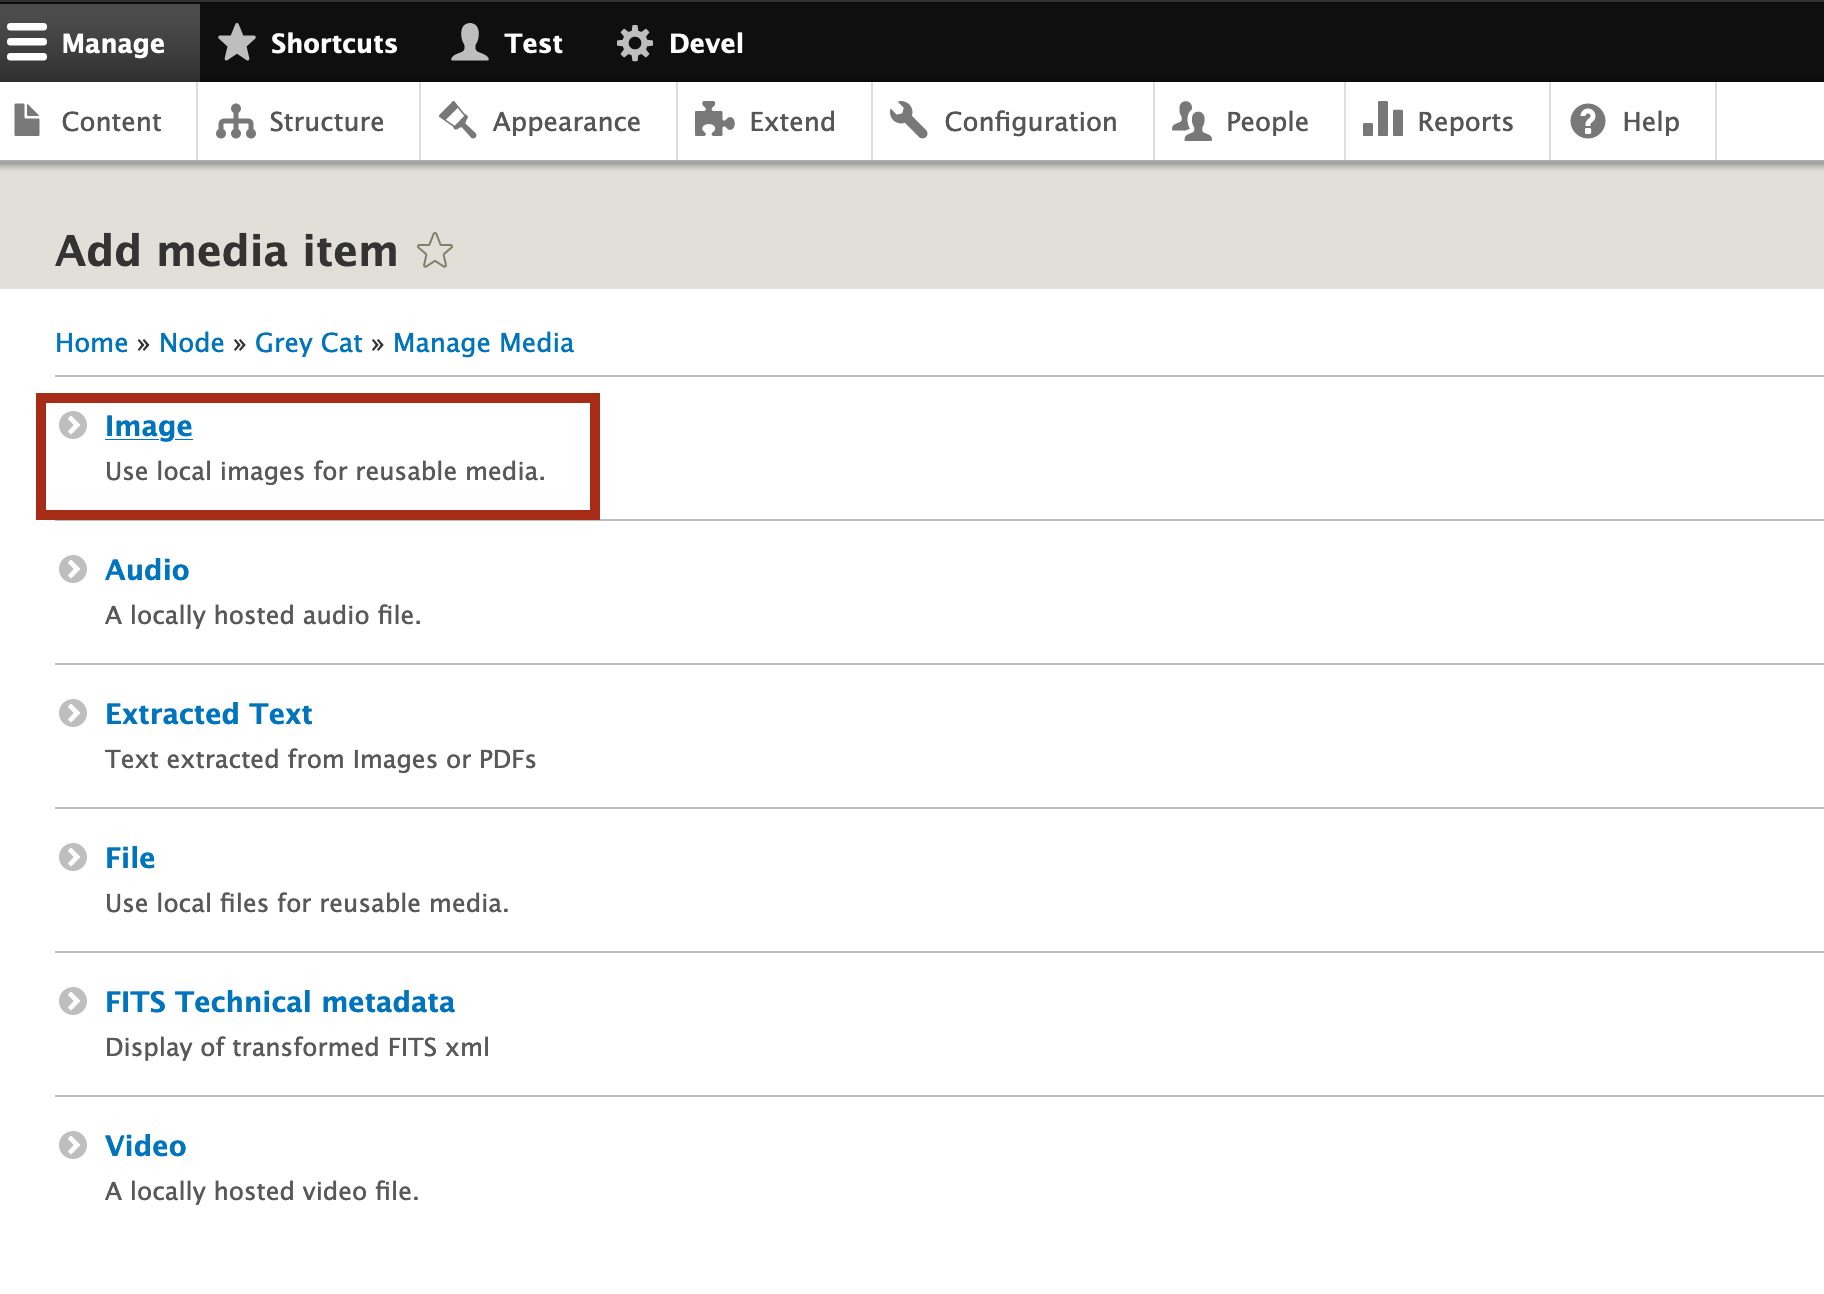 Manage Shortcuts Test Devel
Content Structure Appearance Extend Configuration People Reports Help
Add media item
Home » Node » Grey Cat » Manage Media
Image
Use local images for reusable media.
Audio
A locally hosted audio file.
Extracted Text
Text extracted from Images or PDFs
File
Use local files for reusable media.
FITS Technical metadata
Display of transformed FITS xml
Video
A locally hosted video file.